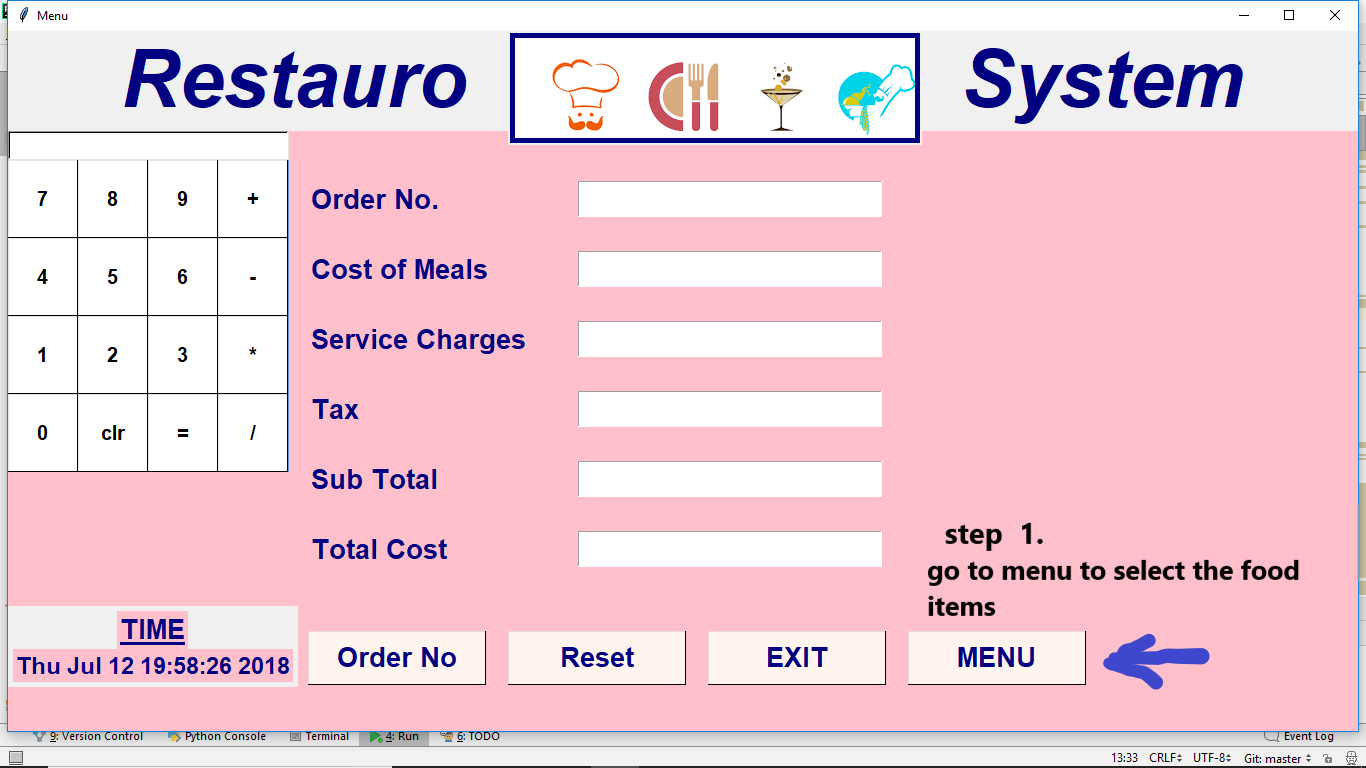 Menu
Restauro System
7 8 9 +
4 5 6 -
1 2 3 *
0 clr = /
Order No.
Cost of Meals
Service Charges
Tax
Sub Total
Total Cost
step 1.
go to menu to select the food
items
TIME
Thu Jul 12 19:58:26 2018
Order No Reset EXIT MENU
9: Version Control Python Console Terminal 4: Run 6: TODO Event Log
13:33 CRLF UTF-8 Git: master